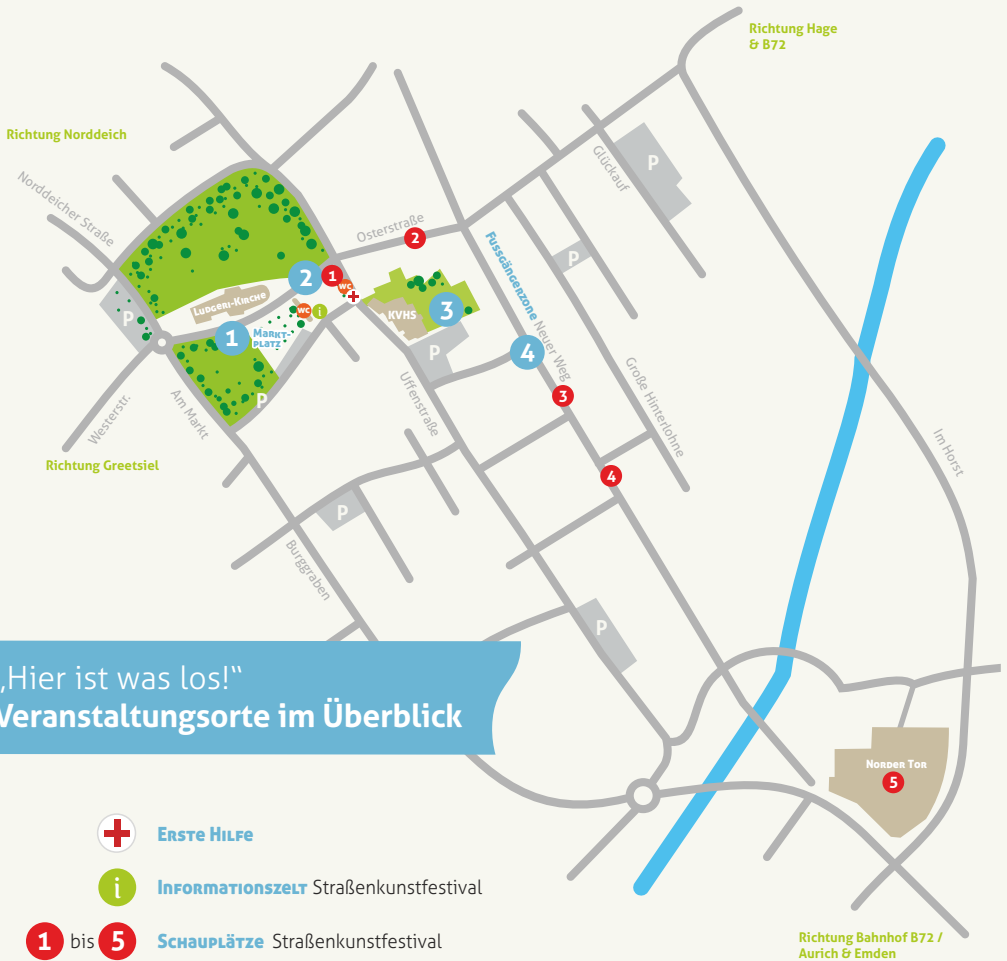 Richtung Hage
& B72
Richtung Norddeich
Norddeicher Straße
Glückauf
P
Osterstraße
2
Fussgängerzone Neuer Weg
P
2
1
WC
Ludgeri-Kirche
P
WC
i
KVHS
3
1
Markt-
platz
P
4
P
Westerstr.
Am Markt
Uffenstraße
3
Große Hinterlohne
Im Horst
Richtung Greetsiel
4
P
Burggraben
P
„Hier ist was los!“
Veranstaltungsorte im Überblick
Norder Tor
5
Erste Hilfe
i Informationszelt Straßenkunstfestival
1 bis 5 Schauplätze Straßenkunstfestival
Richtung Bahnhof B72 /
Aurich & Emden